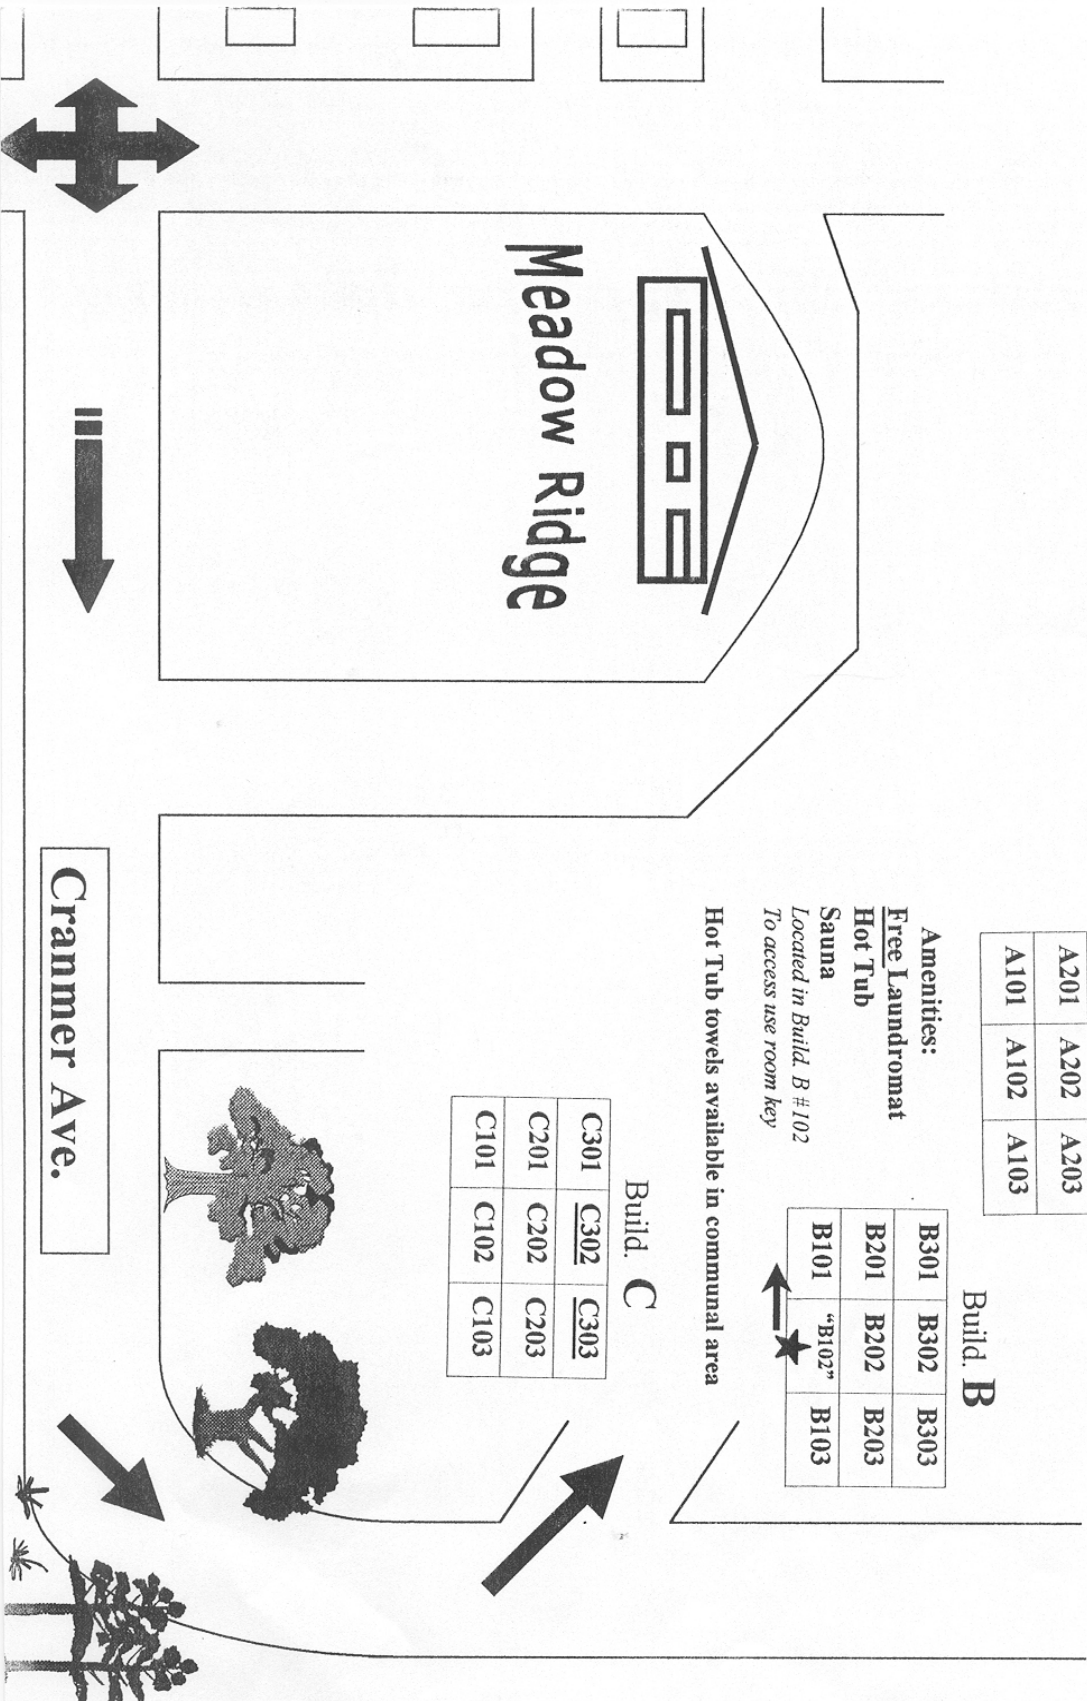 A201 A202 A203
A101 A102 A103
Amenities:
Free Laundromat
Hot Tub
Sauna
Located in Build. B #102
To access use room key
Hot Tub towels available in communal area
Build. B
B301 B302 B303
B201 B202 B203
B101 “B102” B103
Build. C
C301 C302 C303
C201 C202 C203
C101 C102 C103
Meadow Ridge
Cranmer Ave.